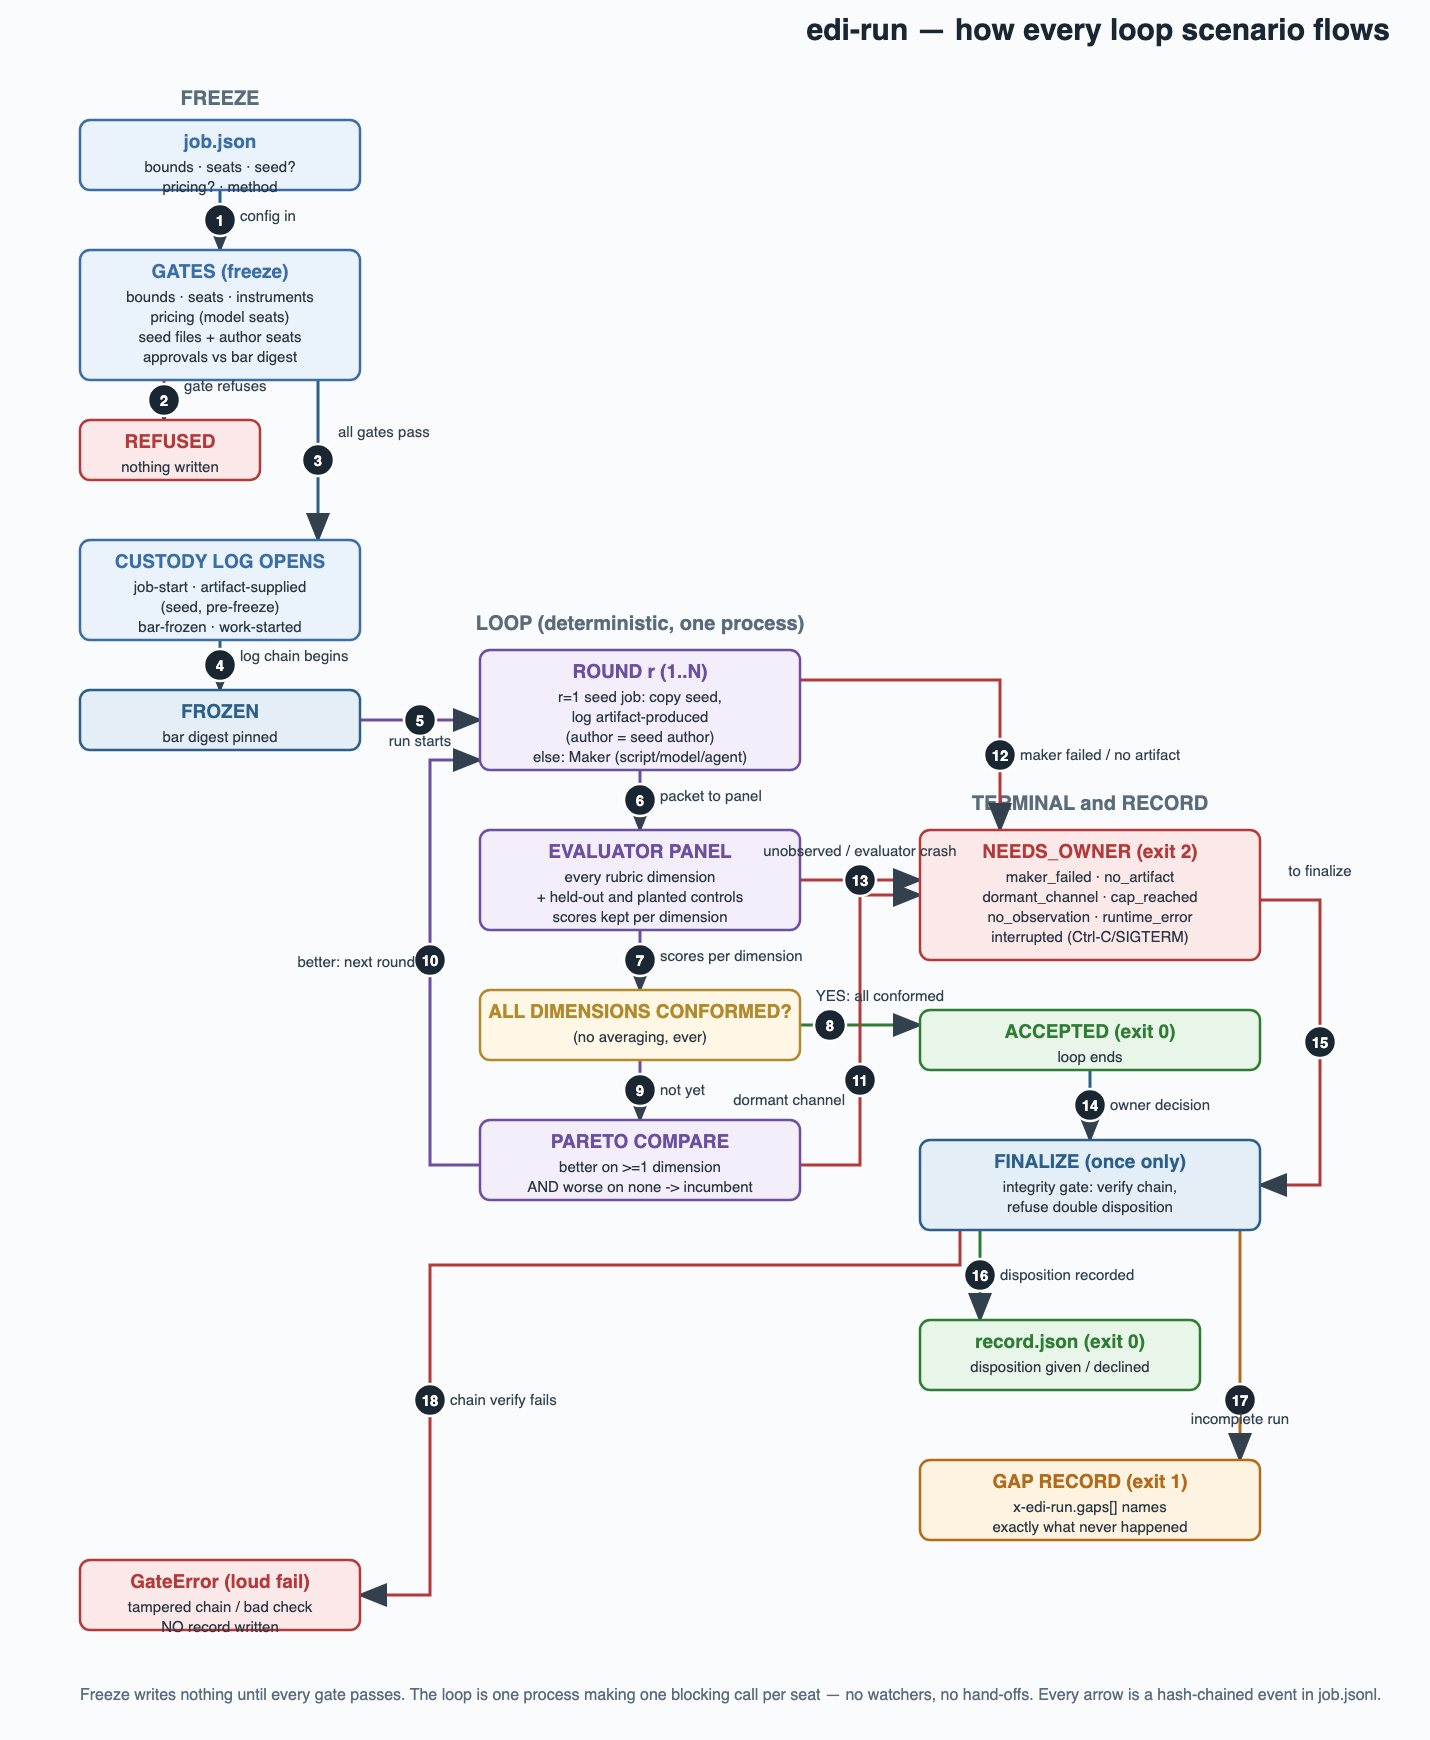 edi-run — how every loop scenario flows
FREEZE
job.json
bounds · seats · seed?
pricing? · method
1
config in
GATES (freeze)
bounds · seats · instruments
pricing (model seats)
seed files + author seats
approvals vs bar digest
2
gate refuses
REFUSED
nothing written
3
all gates pass
CUSTODY LOG OPENS
job-start · artifact-supplied
(seed, pre-freeze)
bar-frozen · work-started
4
log chain begins
FROZEN
bar digest pinned
5
run starts
LOOP (deterministic, one process)
ROUND r (1..N)
r=1 seed job: copy seed,
log artifact-produced
(author = seed author)
else: Maker (script/model/agent)
6
packet to panel
EVALUATOR PANEL
every rubric dimension
+ held-out and planted controls
scores kept per dimension
7
scores per dimension
ALL DIMENSIONS CONFORMED?
(no averaging, ever)
8
YES: all conformed
9
not yet
PARETO COMPARE
better on >=1 dimension
AND worse on none -> incumbent
better: next round
10
11
dormant channel
12
maker failed / no artifact
13
unobserved / evaluator crash
TERMINAL and RECORD
NEEDS_OWNER (exit 2)
maker_failed · no_artifact
dormant_channel · cap_reached
no_observation · runtime_error
interrupted (Ctrl-C/SIGTERM)
to finalize
15
ACCEPTED (exit 0)
loop ends
14
owner decision
FINALIZE (once only)
integrity gate: verify chain,
refuse double disposition
16
disposition recorded
record.json (exit 0)
disposition given / declined
17
incomplete run
GAP RECORD (exit 1)
x-edi-run.gaps[] names
exactly what never happened
18
chain verify fails
GateError (loud fail)
tampered chain / bad check
NO record written
Freeze writes nothing until every gate passes. The loop is one process making one blocking call per seat — no watchers, no hand-offs. Every arrow is a hash-chained event in job.jsonl.